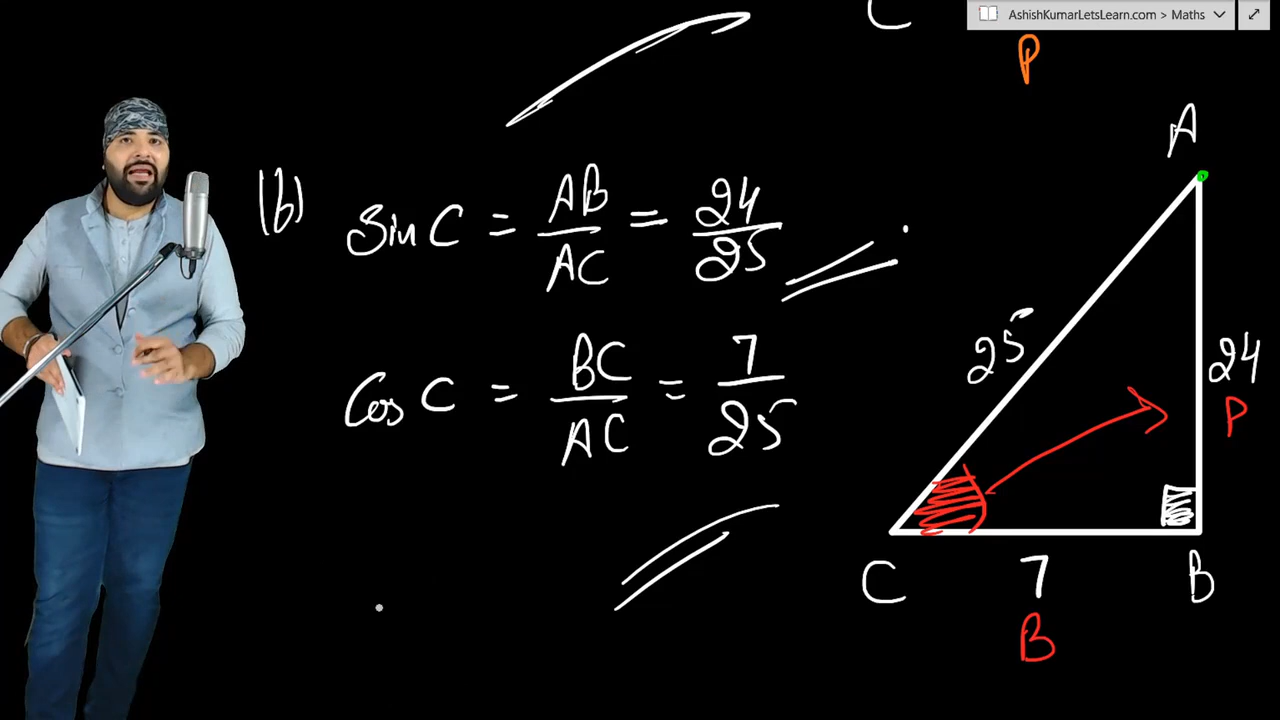 AshishKumarLetsLearn.com > Maths
C
P
A
(b) Sin C = AB/AC = 24/25
25
24
P
Cos C = BC/AC = 7/25
C 7 B
B